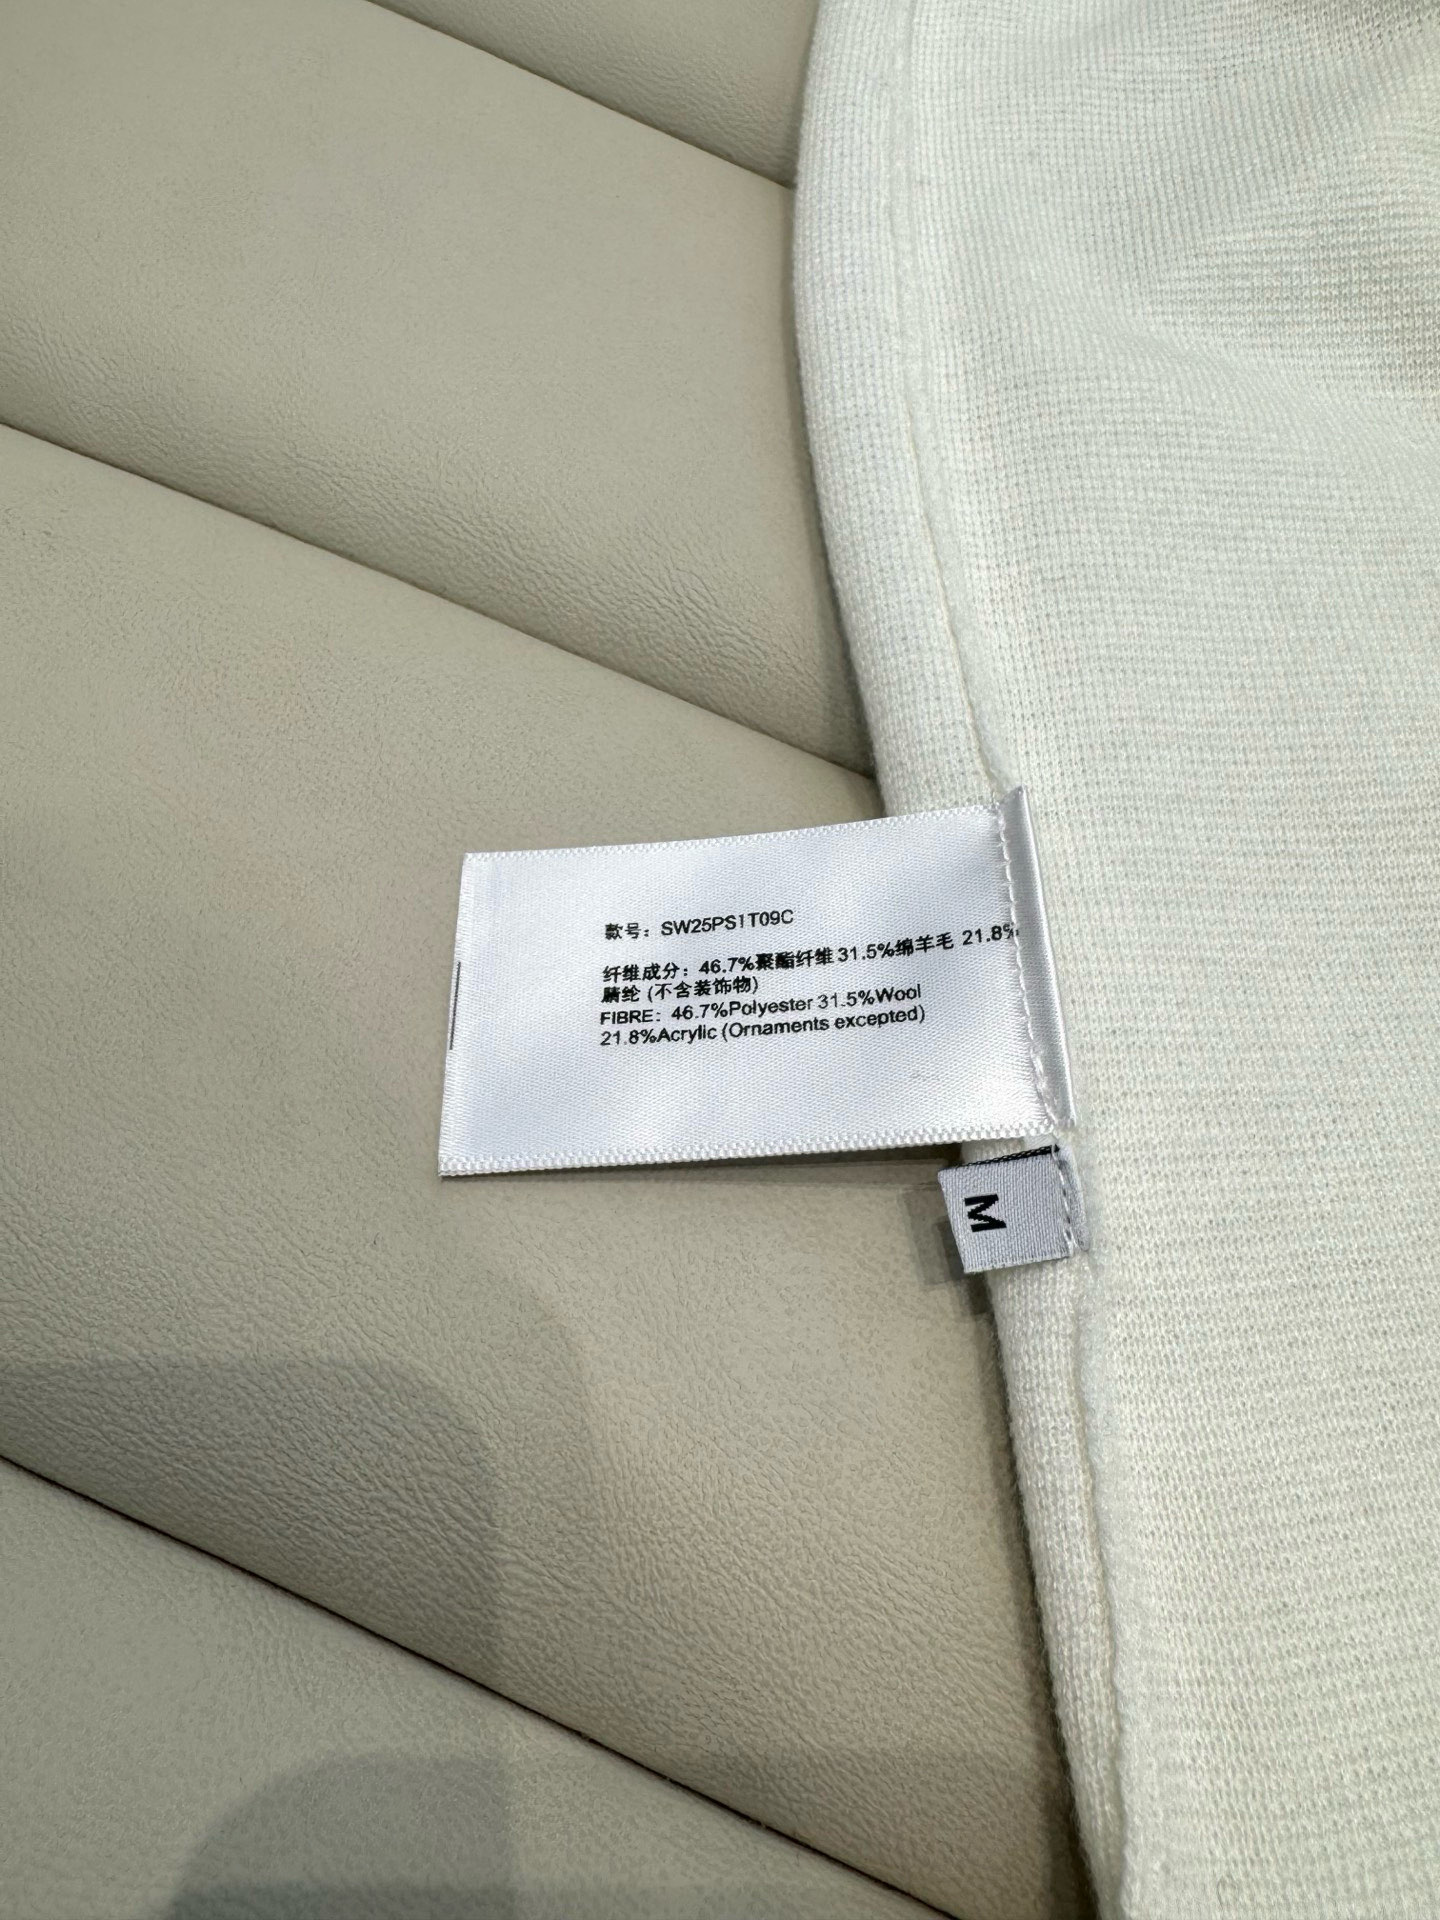 款号：SW25PS1T09C
纤维成分：46.7%聚酯纤维 31.5%绵羊毛 21.8%
腈纶 (不含装饰物)
FIBRE：46.7%Polyester 31.5%Wool
21.8%Acrylic (Ornaments excepted)
M